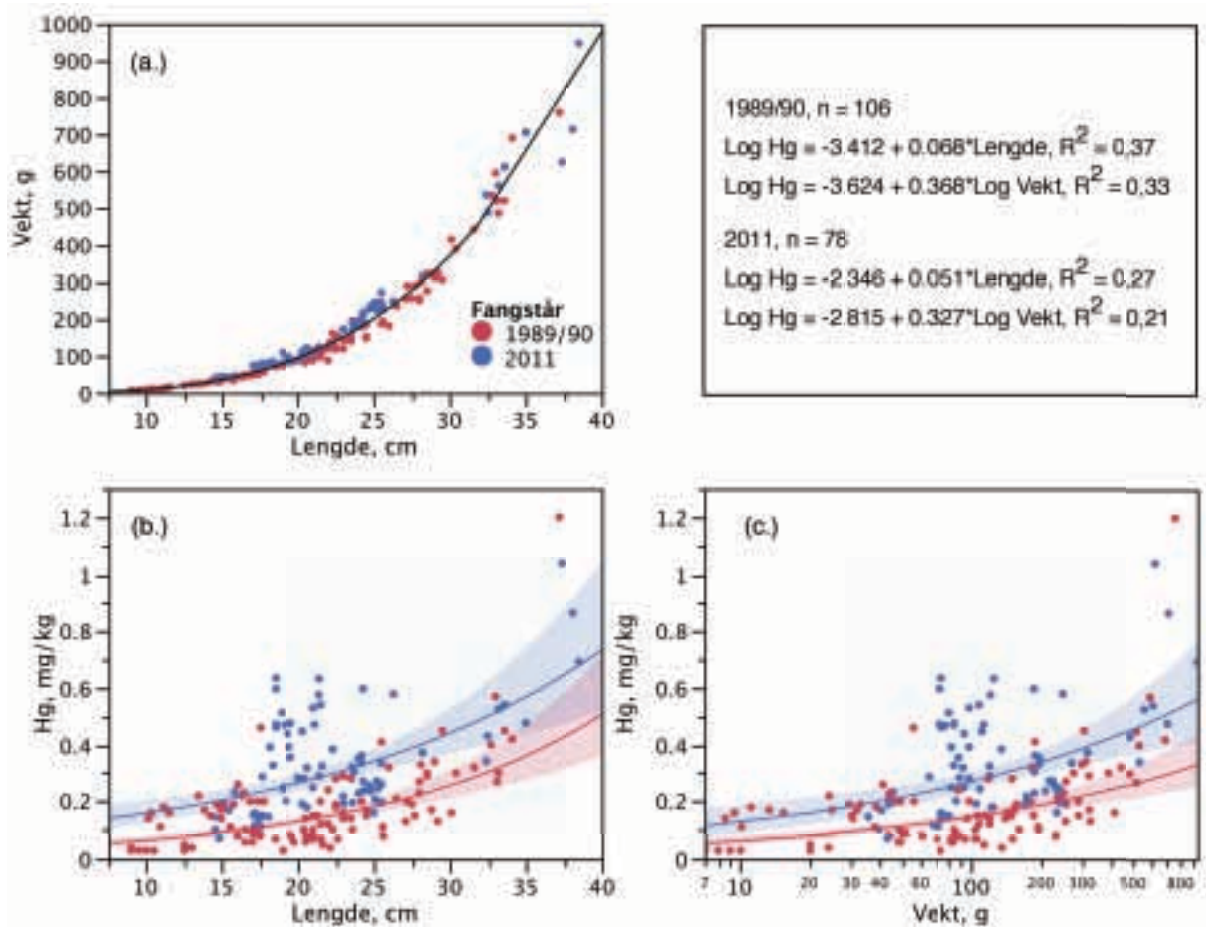 1000
900
800
700
600
500
400
300
200
100
0
Vekt, g
(a.)
Fangstår
1989/90
2011
10 15 20 25 30 35 40
Lengde, cm
1989/90, n = 106
Log Hg = -3 412 + 0.068*Lengde, R² = 0,37
Log Hg = -3 624 + 0.368*Log Vekt, R² = 0,33
2011, n = 78
Log Hg = -2 346 + 0.051*Lengde, R² = 0.27
Log Hg = -2 815 + 0.327*Log Vekt, R² = 0,21
(b.)
1.2
1
0.8
0.6
0.4
0.2
0
Hg, mg/kg
10 15 20 25 30 35 40
Lengde, cm
(c.)
1.2
1
0.8
0.6
0.4
0.2
0
Hg, mg/kg
7 10 20 30 40 60 100 200 300 500 800
Vekt, g